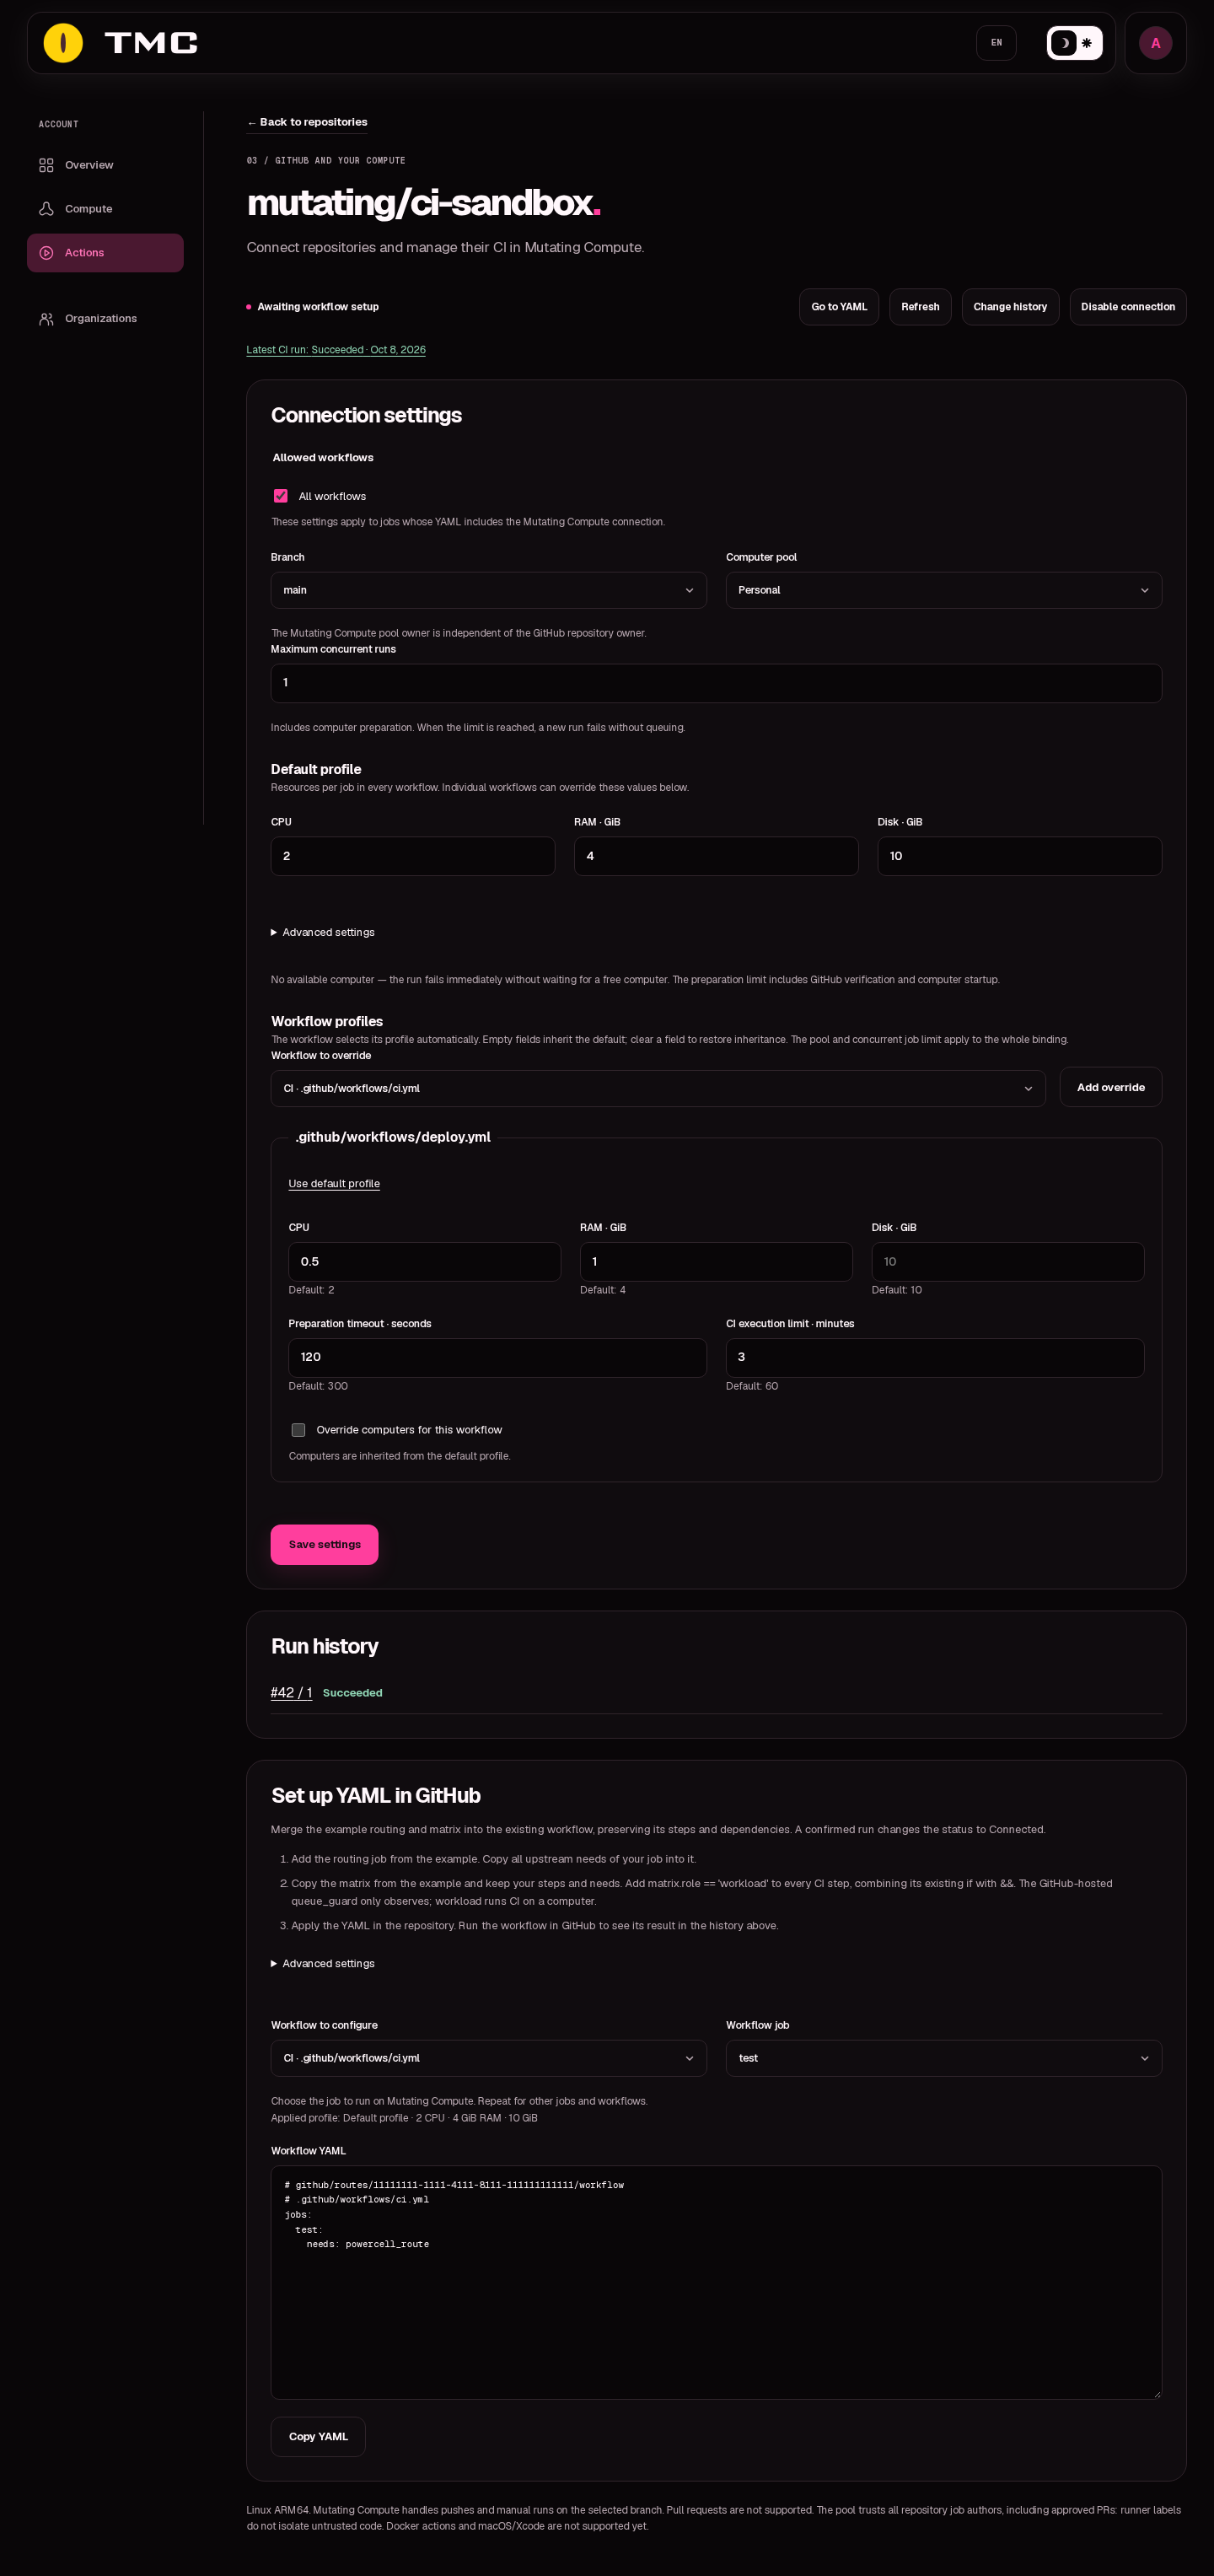 TMC
EN
A
ACCOUNT
Overview
Compute
Actions
Organizations
← Back to repositories
03 / GITHUB AND YOUR COMPUTE
mutating/ci-sandbox.
Connect repositories and manage their CI in Mutating Compute.
Awaiting workflow setup
Go to YAML
Refresh
Change history
Disable connection
Latest CI run: Succeeded · Oct 8, 2026
Connection settings
Allowed workflows
All workflows
These settings apply to jobs whose YAML includes the Mutating Compute connection.
Branch
Computer pool
main
Personal
The Mutating Compute pool owner is independent of the GitHub repository owner.
Maximum concurrent runs
1
Includes computer preparation. When the limit is reached, a new run fails without queuing.
Default profile
Resources per job in every workflow. Individual workflows can override these values below.
CPU
RAM · GiB
Disk · GiB
2
4
10
Advanced settings
No available computer — the run fails immediately without waiting for a free computer. The preparation limit includes GitHub verification and computer startup.
Workflow profiles
The workflow selects its profile automatically. Empty fields inherit the default; clear a field to restore inheritance. The pool and concurrent job limit apply to the whole binding.
Workflow to override
CI · .github/workflows/ci.yml
Add override
.github/workflows/deploy.yml
Use default profile
CPU
RAM · GiB
Disk · GiB
0.5
1
10
Default: 2
Default: 4
Default: 10
Preparation timeout · seconds
CI execution limit · minutes
120
3
Default: 300
Default: 60
Override computers for this workflow
Computers are inherited from the default profile.
Save settings
Run history
#42 / 1 Succeeded
Set up YAML in GitHub
Merge the example routing and matrix into the existing workflow, preserving its steps and dependencies. A confirmed run changes the status to Connected.
1. Add the routing job from the example. Copy all upstream needs of your job into it.
2. Copy the matrix from the example and keep your steps and needs. Add matrix.role == 'workload' to every CI step, combining its existing if with &&. The GitHub-hosted
queue_guard only observes; workload runs CI on a computer.
3. Apply the YAML in the repository. Run the workflow in GitHub to see its result in the history above.
Advanced settings
Workflow to configure
Workflow job
CI · .github/workflows/ci.yml
test
Choose the job to run on Mutating Compute. Repeat for other jobs and workflows.
Applied profile: Default profile · 2 CPU · 4 GiB RAM · 10 GiB
Workflow YAML
# github/routes/11111111-1111-4111-8111-111111111111/workflow
# .github/workflows/ci.yml
jobs:
test:
needs: powercell_route
Copy YAML
Linux ARM64. Mutating Compute handles pushes and manual runs on the selected branch. Pull requests are not supported. The pool trusts all repository job authors, including approved PRs: runner labels
do not isolate untrusted code. Docker actions and macOS/Xcode are not supported yet.